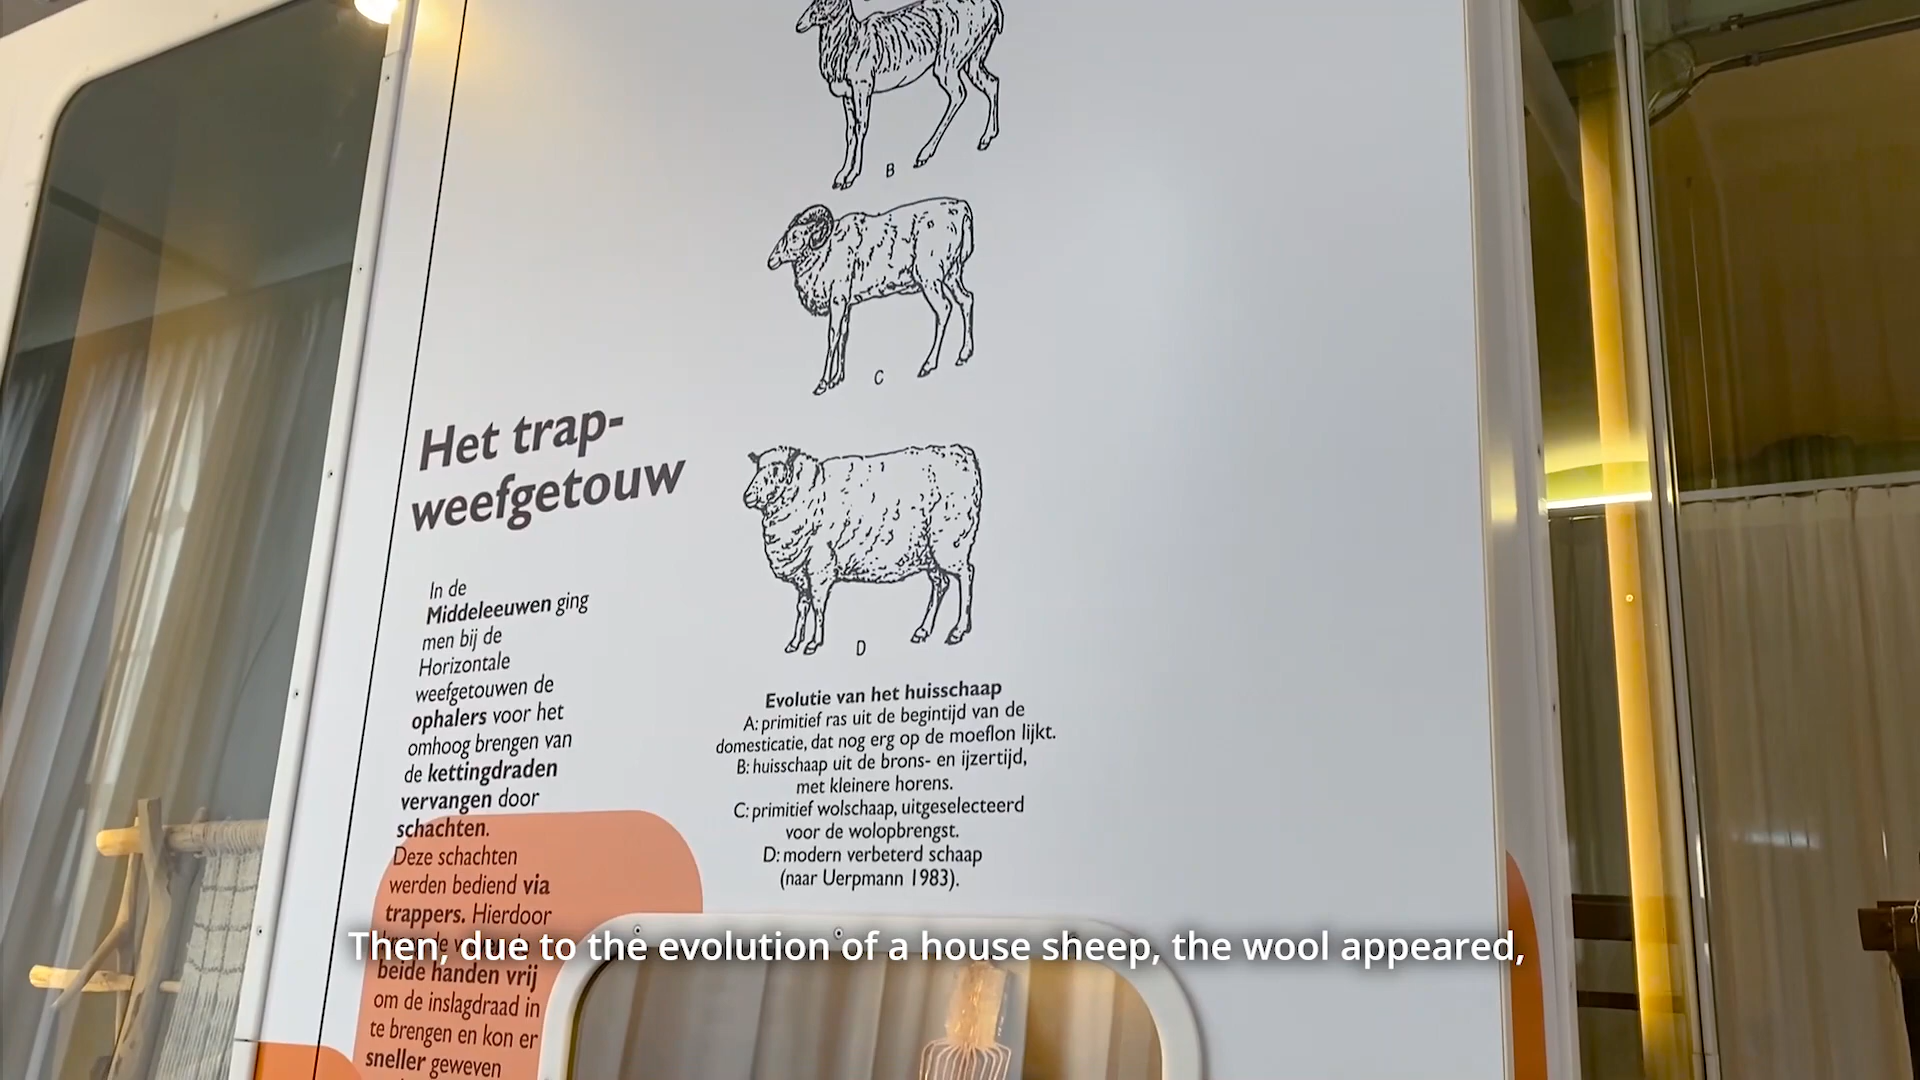 B
C
D
Het trap-
weefgetouw
In de
Middeleeuwen ging
men bij de
Horizontale
weefgetouwen de
ophalers voor het
omhoog brengen van
de kettingdraden
vervangen door
schachten.
Deze schachten
werden bediend via
trappers. Hierdoor
beide handen vrij
om de inslagdraad in
te brengen en kon er
sneller geweven
Evolutie van het huisschaap
A: primitief ras uit de begintijd van de
domesticatie, dat nog erg op de moeflon lijkt.
B: huisschaap uit de brons- en ijzertijd,
met kleinere horens.
C: primitief wolschaap, uitgeselecteerd
voor de wolopbrengst.
D: modern verbeterd schaap
(naar Uerpmann 1983).
Then, due to the evolution of a house sheep, the wool appeared,